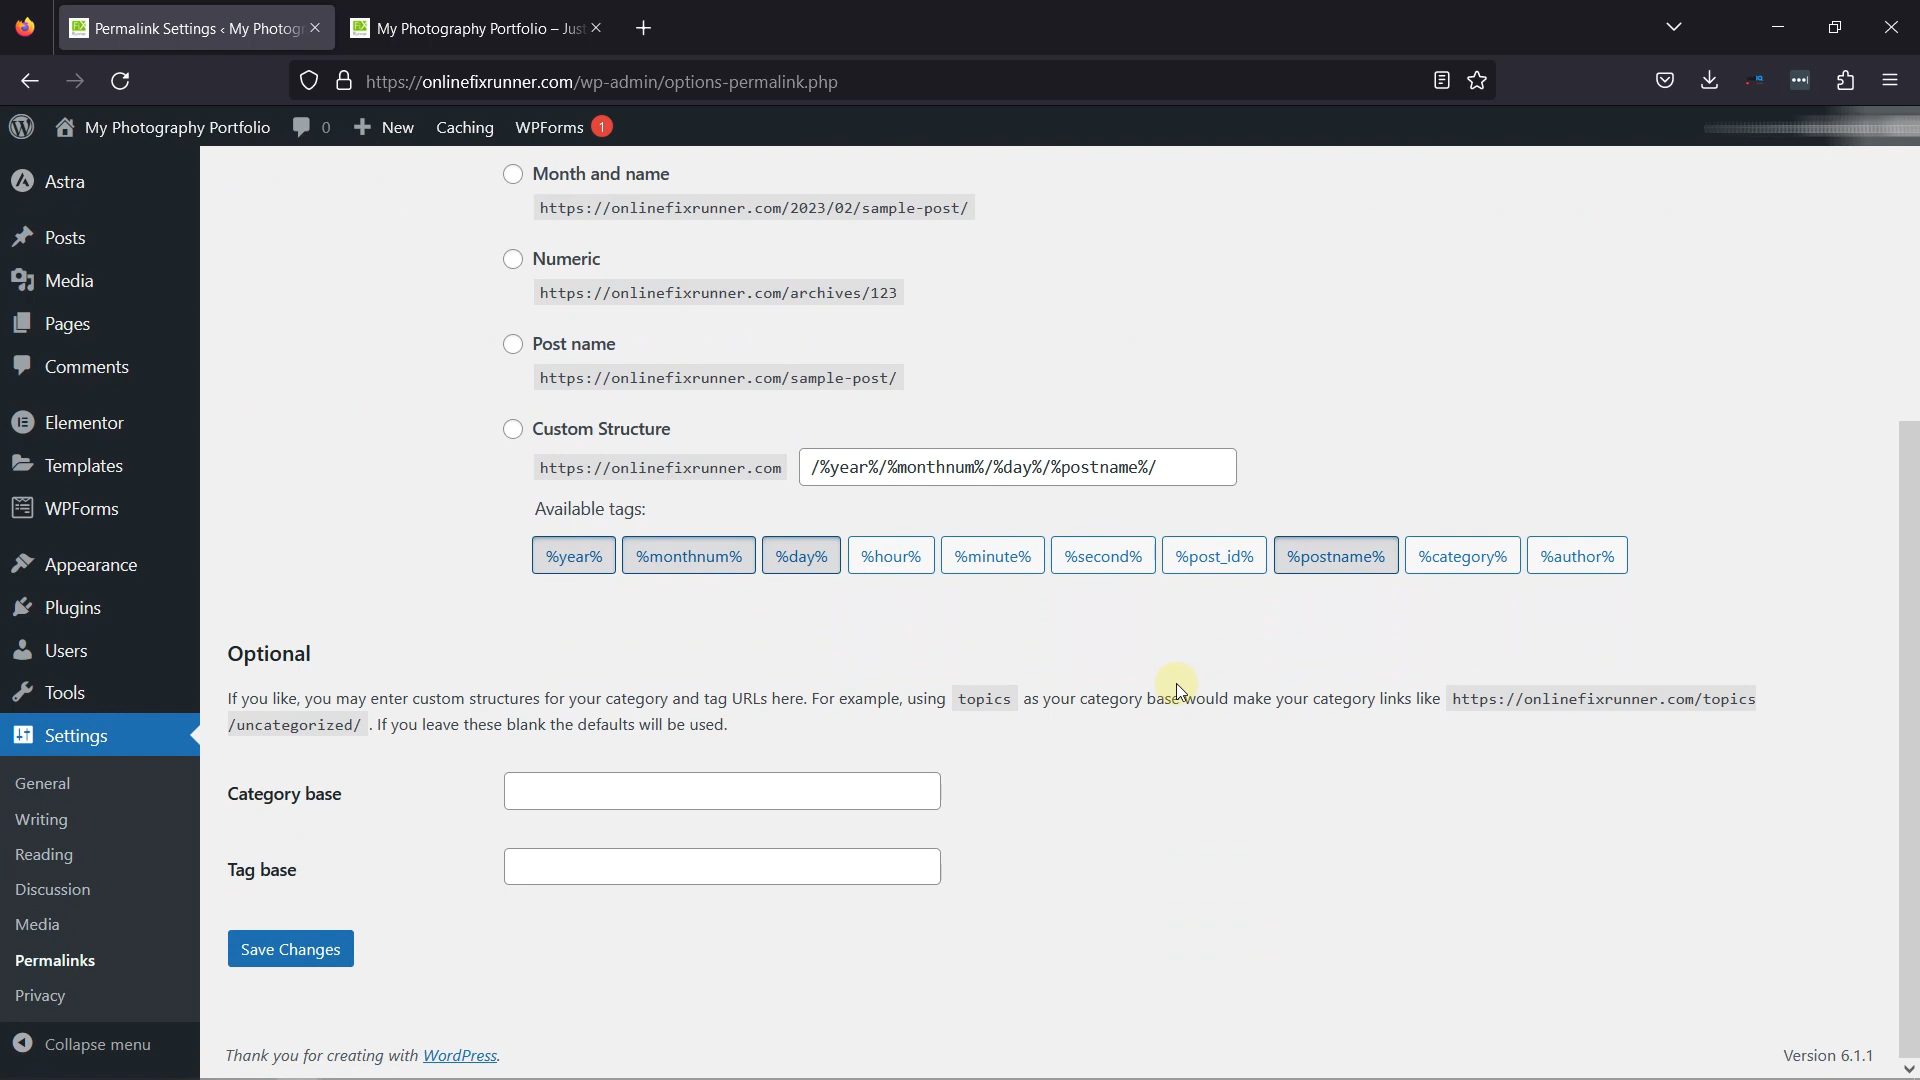 Permalink Settings ‹ My Photogr
My Photography Portfolio – Just
https://onlinefixrunner.com/wp-admin/options-permalink.php
My Photography Portfolio 0 New Caching WPForms 1
Astra
Posts
Media
Pages
Comments
Elementor
Templates
WPForms
Appearance
Plugins
Users
Tools
Settings
General
Writing
Reading
Discussion
Media
Permalinks
Privacy
Collapse menu
Month and name
https://onlinefixrunner.com/2023/02/sample-post/
Numeric
https://onlinefixrunner.com/archives/123
Post name
https://onlinefixrunner.com/sample-post/
Custom Structure
https://onlinefixrunner.com /%year%/%monthnum%/%day%/%postname%/
Available tags:
%year% %monthnum% %day% %hour% %minute% %second% %post_id% %postname% %category% %author%
Optional
If you like, you may enter custom structures for your category and tag URLs here. For example, using topics as your category base would make your category links like https://onlinefixrunner.com/topics
/uncategorized/ . If you leave these blank the defaults will be used.
Category base
Tag base
Save Changes
Thank you for creating with WordPress.
Version 6.1.1